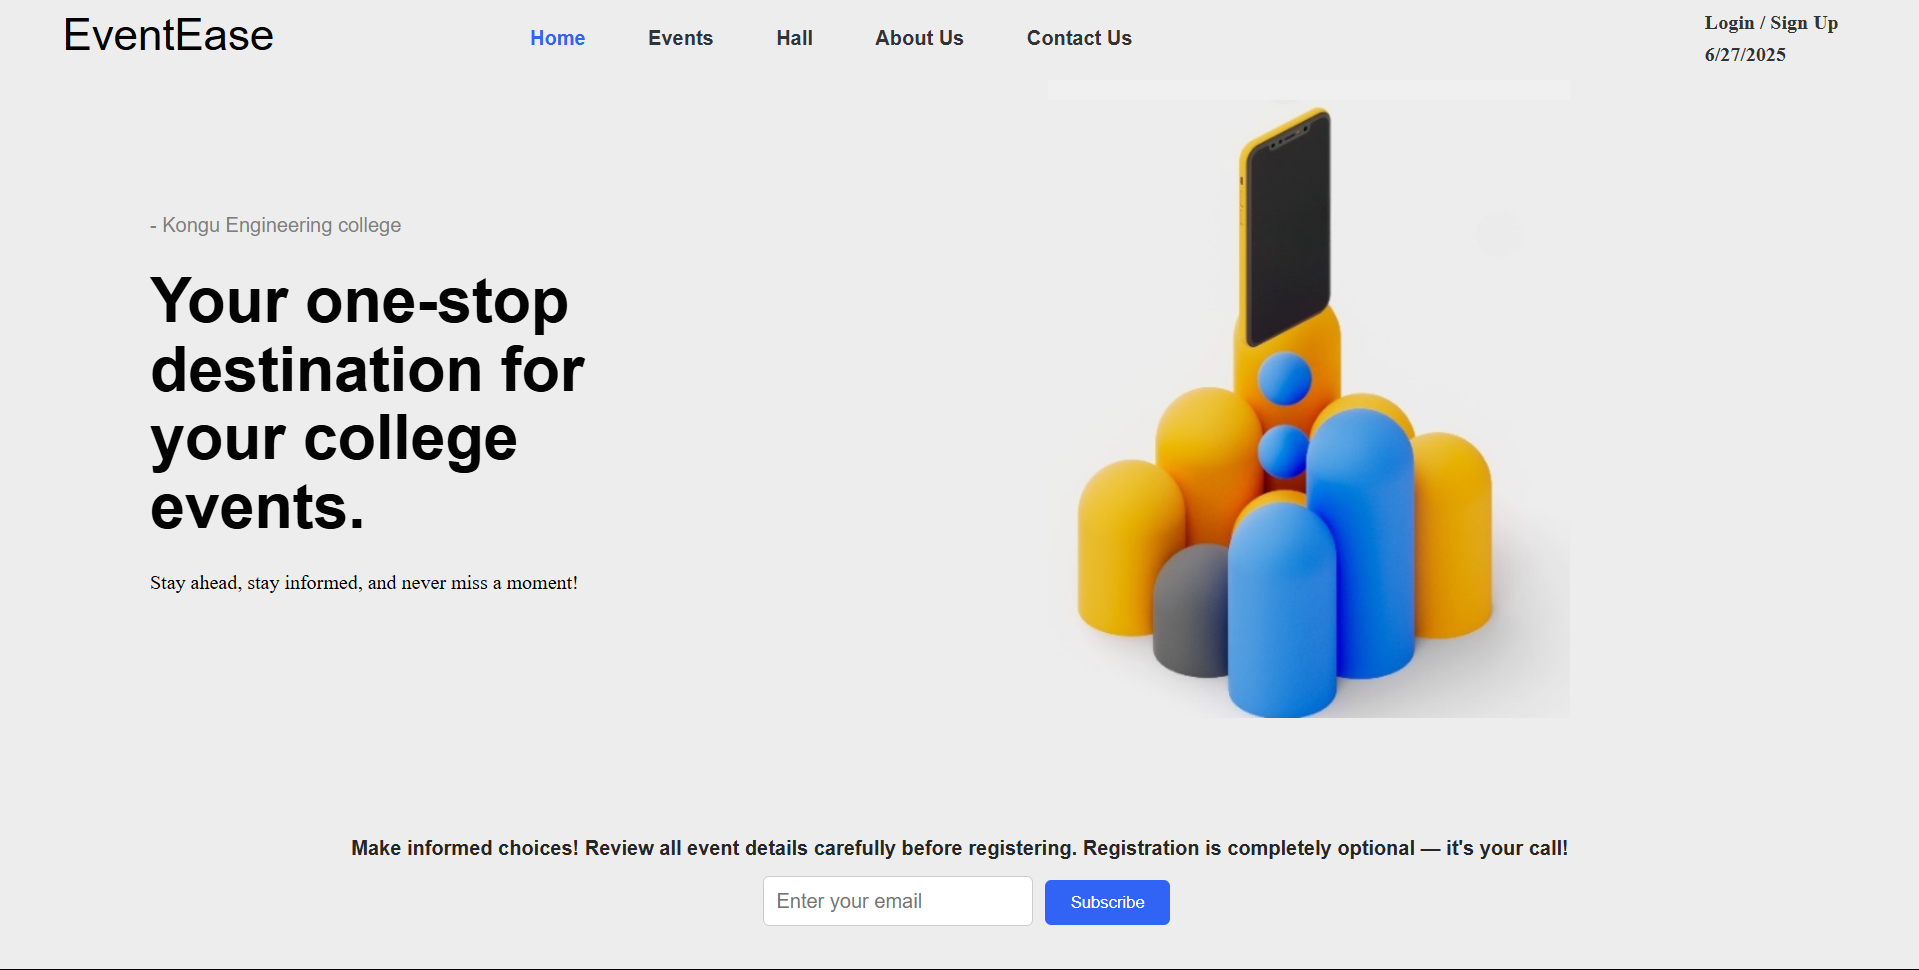 EventEase
Home Events Hall About Us Contact Us
Login / Sign Up
6/27/2025
- Kongu Engineering college
Your one-stop
destination for
your college
events.
Stay ahead, stay informed, and never miss a moment!
Make informed choices! Review all event details carefully before registering. Registration is completely optional — it's your call!
Enter your email
Subscribe